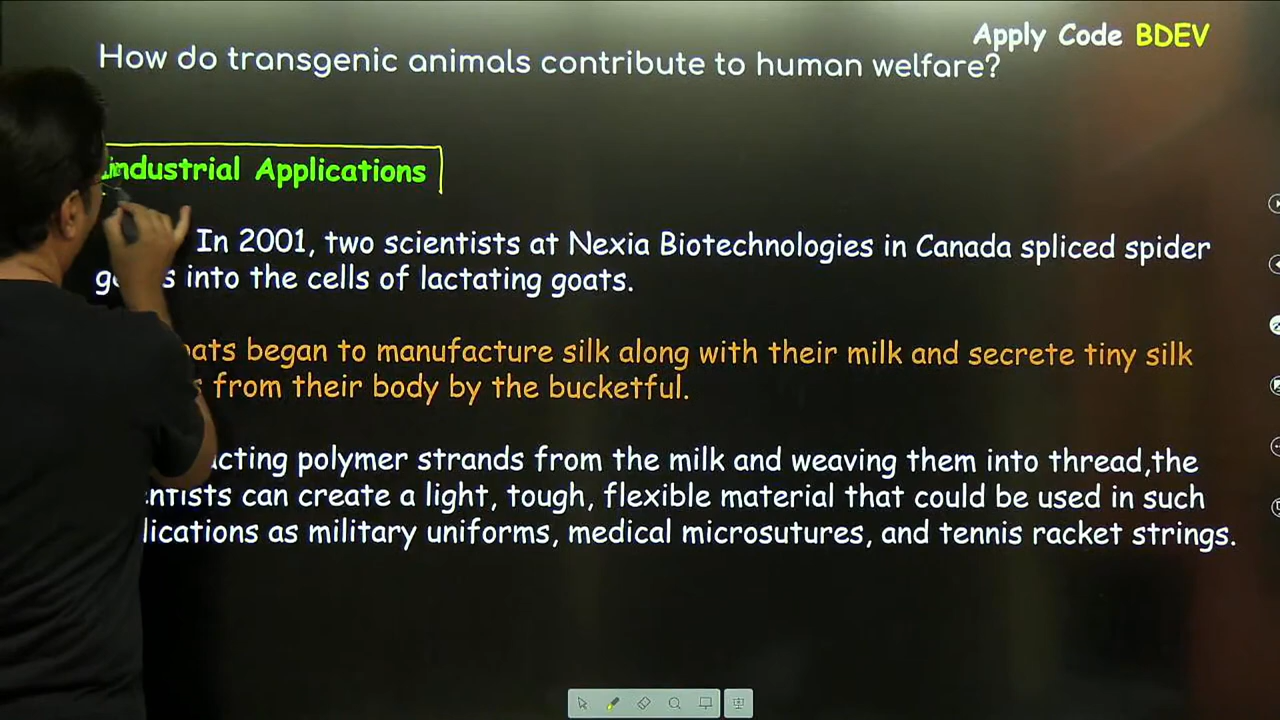 Apply Code BDEV
How do transgenic animals contribute to human welfare?
industrial Applications
In 2001, two scientists at Nexia Biotechnologies in Canada spliced spider
into the cells of lactating goats.
began to manufacture silk along with their milk and secrete tiny silk
from their body by the bucketful.
polymer strands from the milk and weaving them into thread,the
can create a light, tough, flexible material that could be used in such
as military uniforms, medical microsutures, and tennis racket strings.